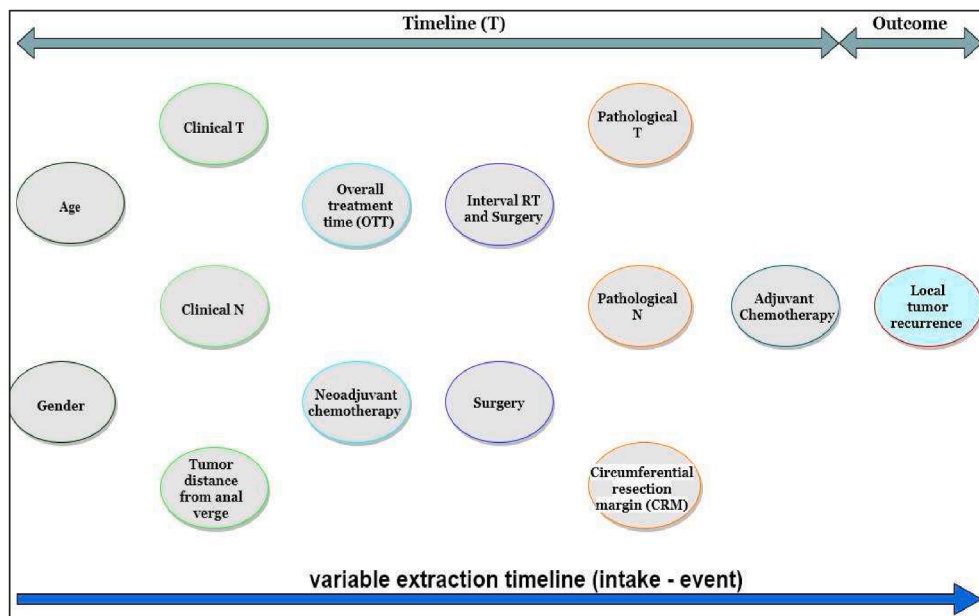 Timeline (T)
Outcome
Clinical T
Pathological
T
Age
Overall
treatment
time (OTT)
Interval RT
and Surgery
Clinical N
Pathological
N
Adjuvant
Chemotherapy
Local
tumor
recurrence
Gender
Neoadjuvant
chemotherapy
Surgery
Tumor
distance
from anal
verge
Circumferential
resection
margin (CRM)
variable extraction timeline (intake - event)